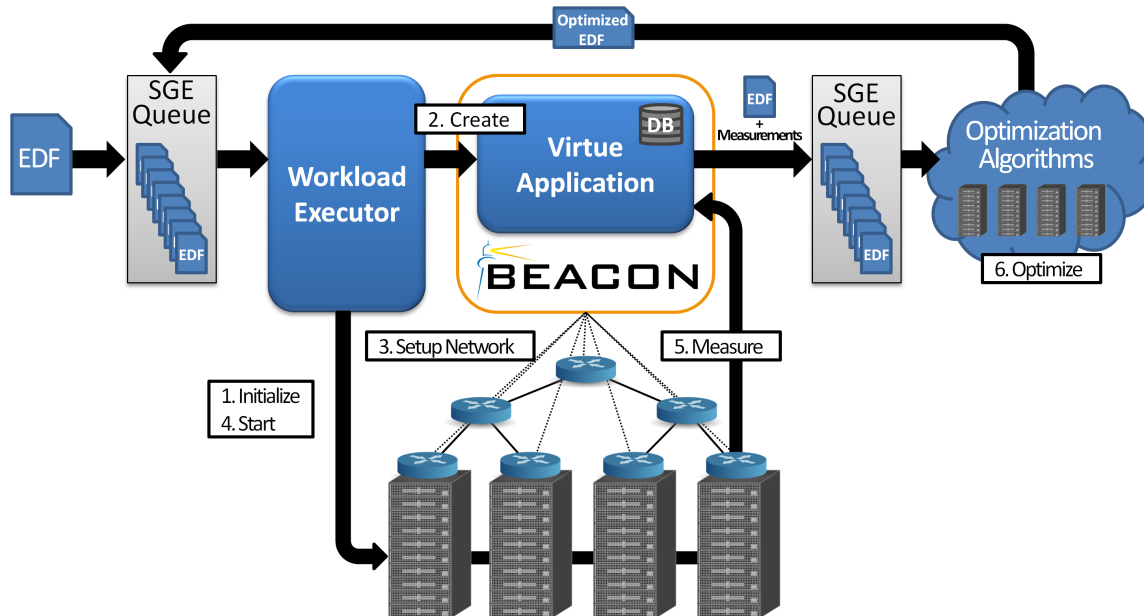 Optimized
EDF
EDF
SGE
Queue
EDF
Workload
Executor
2. Create
Virtue
Application
DB
BEACON
EDF
+
Measurements
SGE
Queue
EDF
Optimization
Algorithms
6. Optimize
3. Setup Network
5. Measure
1. Initialize
4. Start